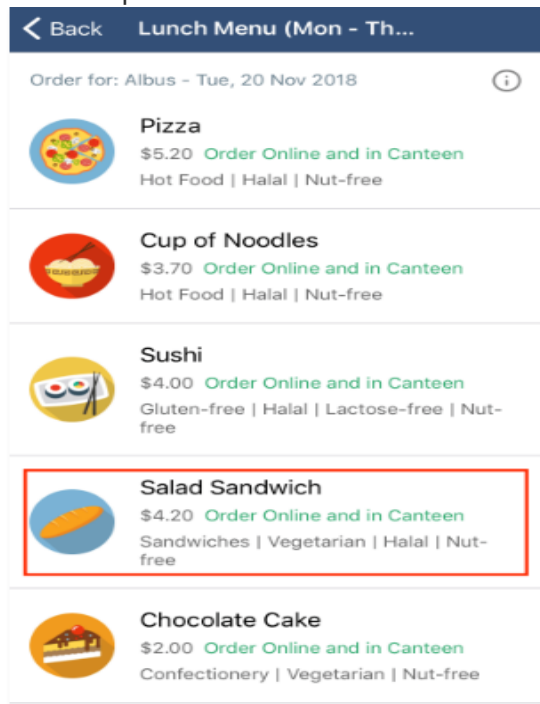 Back Lunch Menu (Mon - Th...
Order for: Albus - Tue, 20 Nov 2018
Pizza
$5.20 Order Online and in Canteen
Hot Food | Halal | Nut-free
Cup of Noodles
$3.70 Order Online and in Canteen
Hot Food | Halal | Nut-free
Sushi
$4.00 Order Online and in Canteen
Gluten-free | Halal | Lactose-free | Nut-
free
Salad Sandwich
$4.20 Order Online and in Canteen
Sandwiches | Vegetarian | Halal | Nut-
free
Chocolate Cake
$2.00 Order Online and in Canteen
Confectionery | Vegetarian | Nut-free